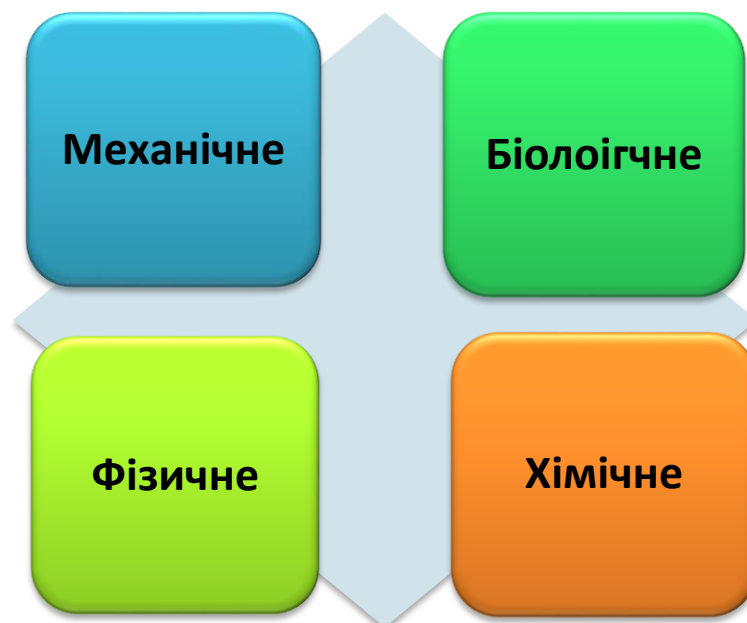 Механічне
Біолоігчне
Фізичне
Хімічне